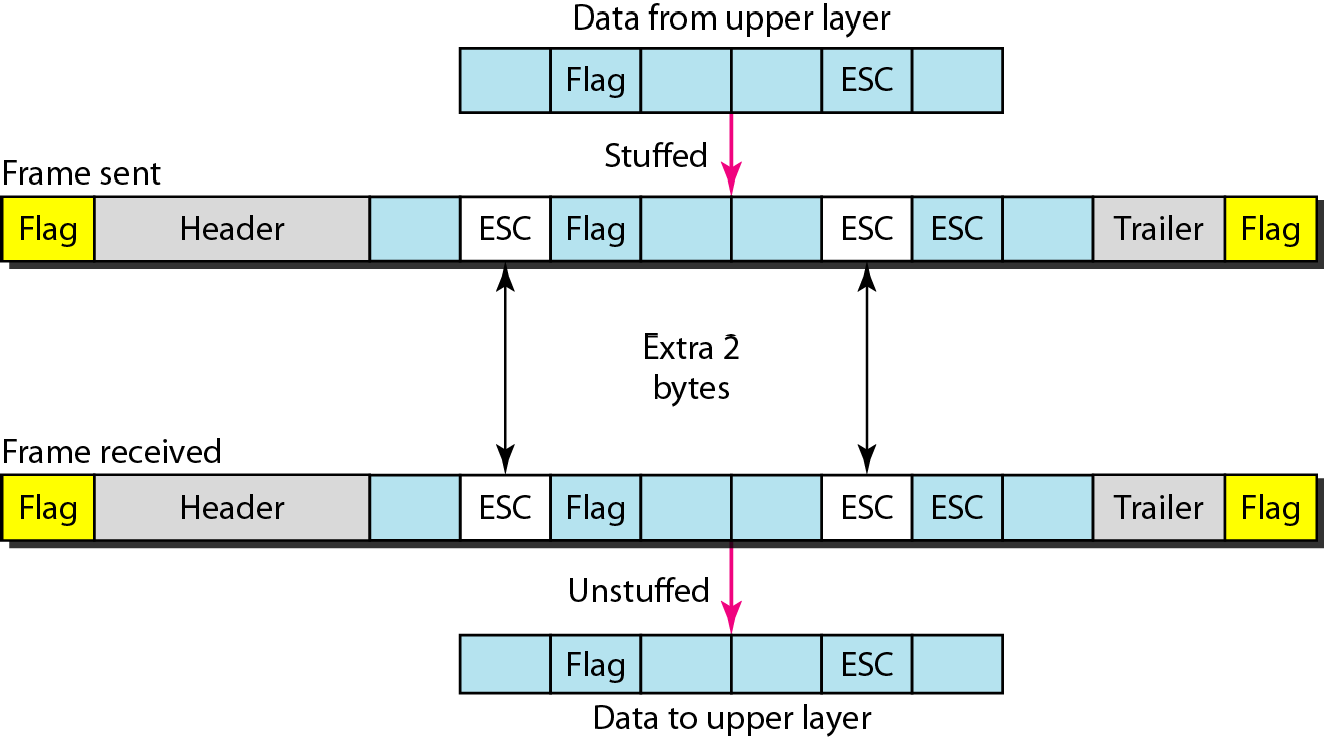 Data from upper layer
Flag ESC
Stuffed
Frame sent
Flag Header ESC Flag ESC ESC Trailer Flag
Extra 2
bytes
Frame received
Flag Header ESC Flag ESC ESC Trailer Flag
Unstuffed
Flag ESC
Data to upper layer